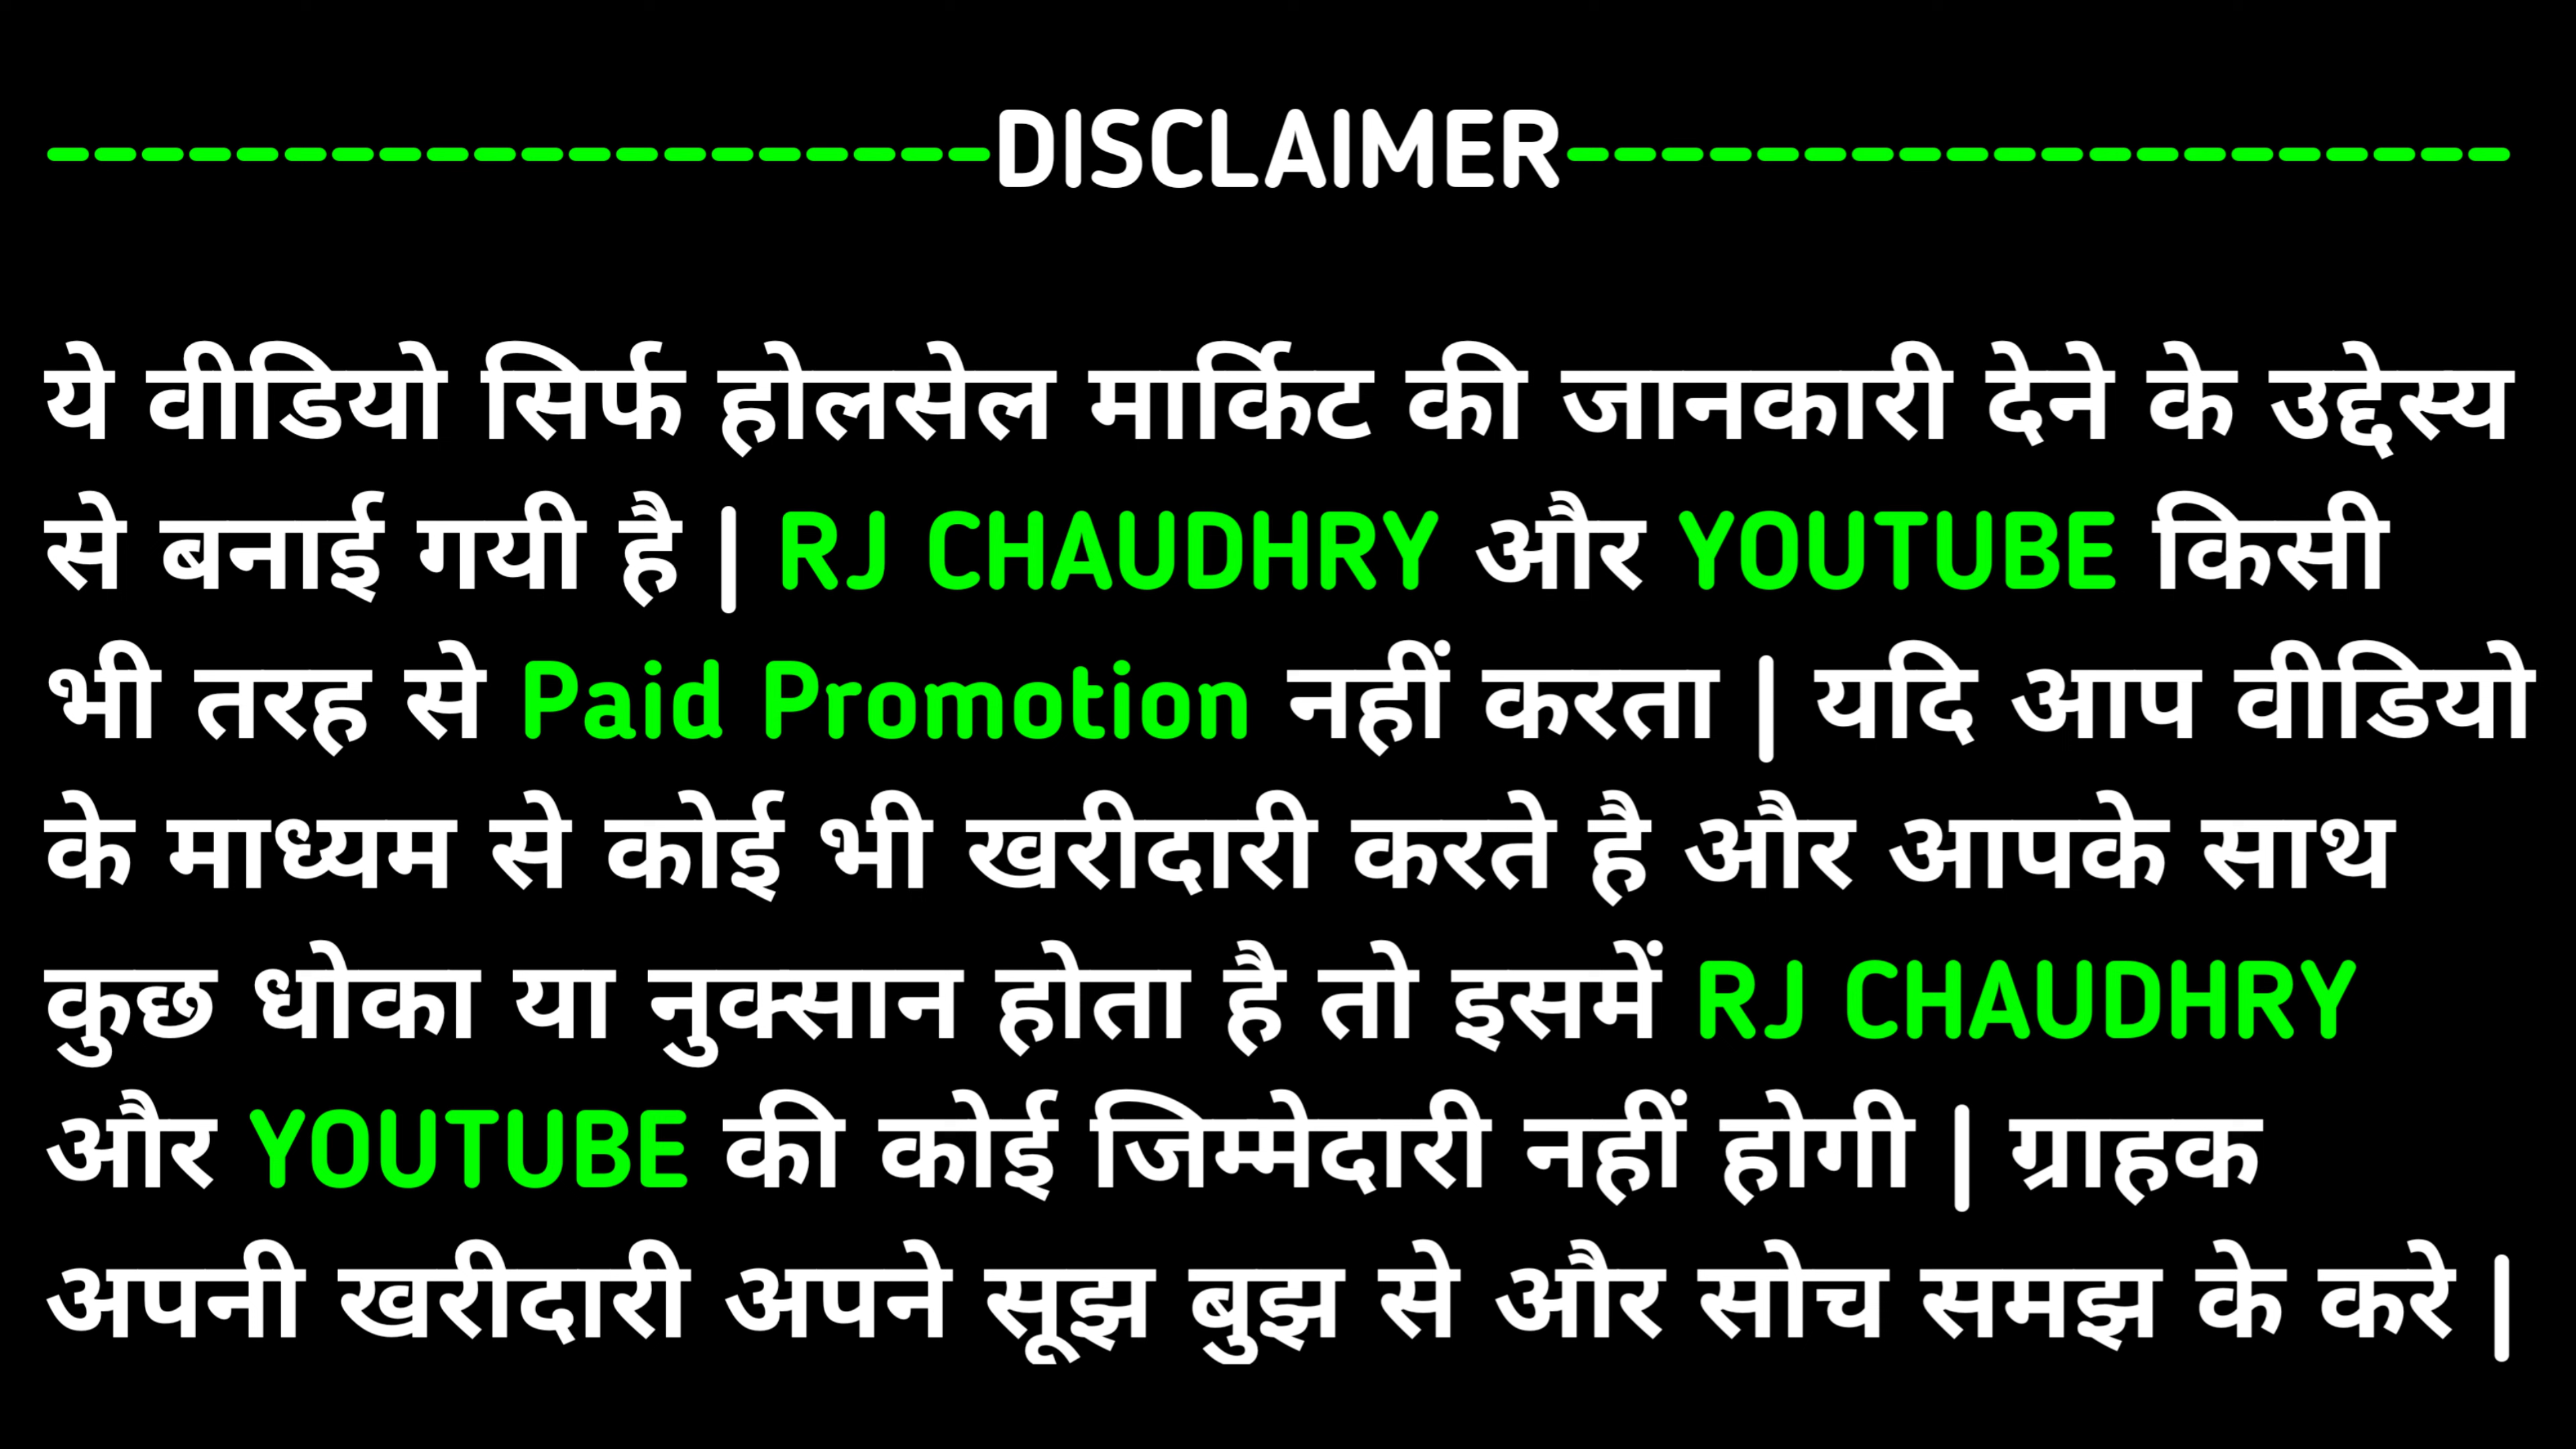 --------------------DISCLAIMER--------------------
ये वीडियो सिर्फ होलसेल मार्किट की जानकारी देने के उद्देस्य
से बनाई गयी है | RJ CHAUDHRY और YOUTUBE किसी
भी तरह से Paid Promotion नहीं करता | यदि आप वीडियो
के माध्यम से कोई भी खरीदारी करते है और आपके साथ
कुछ धोका या नुक्सान होता है तो इसमें RJ CHAUDHRY
और YOUTUBE की कोई जिम्मेदारी नहीं होगी | ग्राहक
अपनी खरीदारी अपने सूझ बुझ से और सोच समझ के करे |